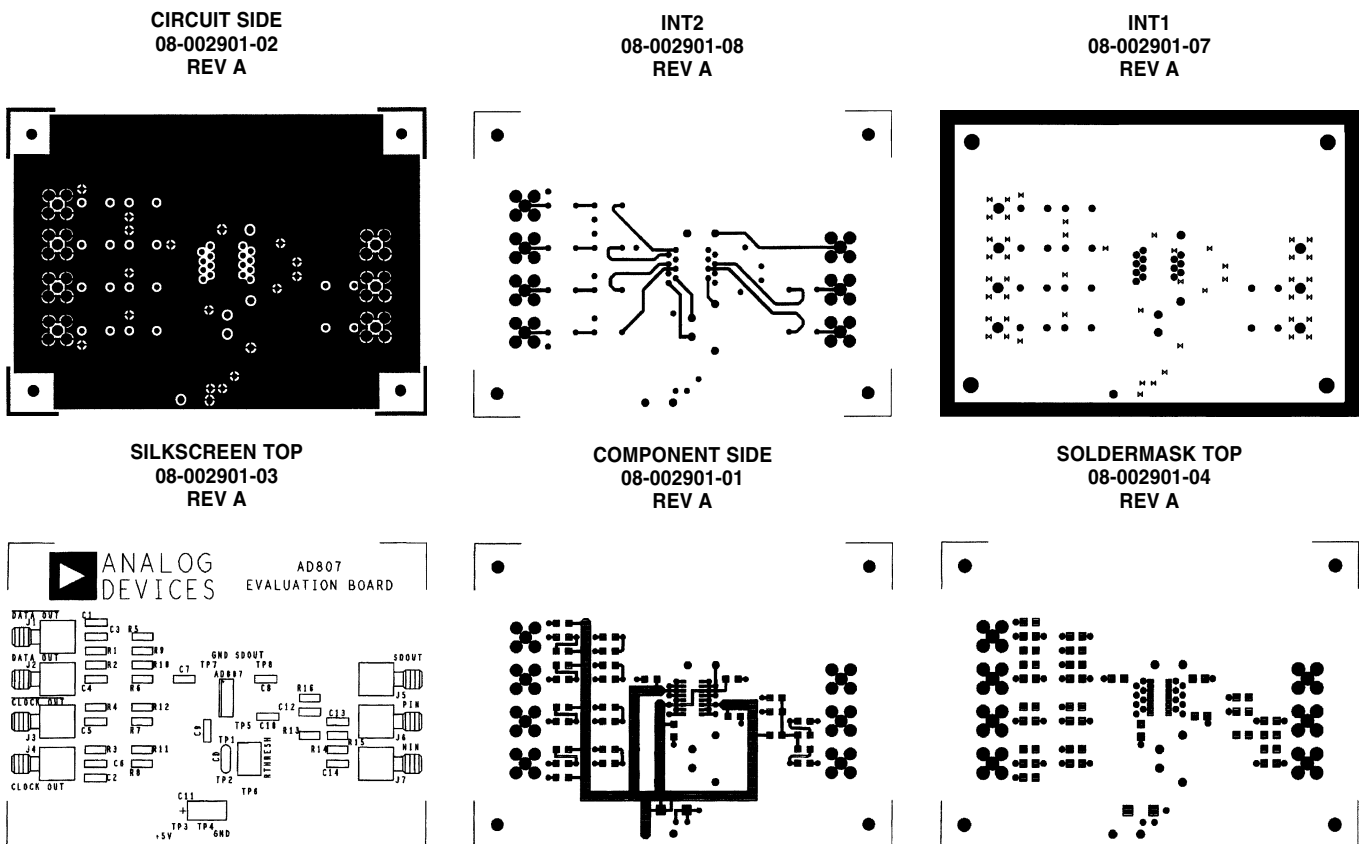 CIRCUIT SIDE
08-002901-02
REV A
INT2
08-002901-08
REV A
INT1
08-002901-07
REV A
SILKSCREEN TOP
08-002901-03
REV A
COMPONENT SIDE
08-002901-01
REV A
SOLDERMASK TOP
08-002901-04
REV A
ANALOG
DEVICES
AD807
EVALUATION BOARD
DATA OUT
J1
C1
C3
R5
R1
R9
DATA OUT
J2
R2
R10
C4
R6
C7
GND SDOUT
TP7
TP8
AD807
C8
SDOUT
J5
CLOCK OUT
J3
R4
R12
C5
R7
C9
TP5
C10
R16
C12
C13
PIN
J6
R13
R15
J4
R3
R11
C6
R8
C2
CLOCK OUT
TP1
CD
TP2
RTHRESH
TP6
R14
C14
NIN
J7
C11
+
TP3 TP4
+5V
GND